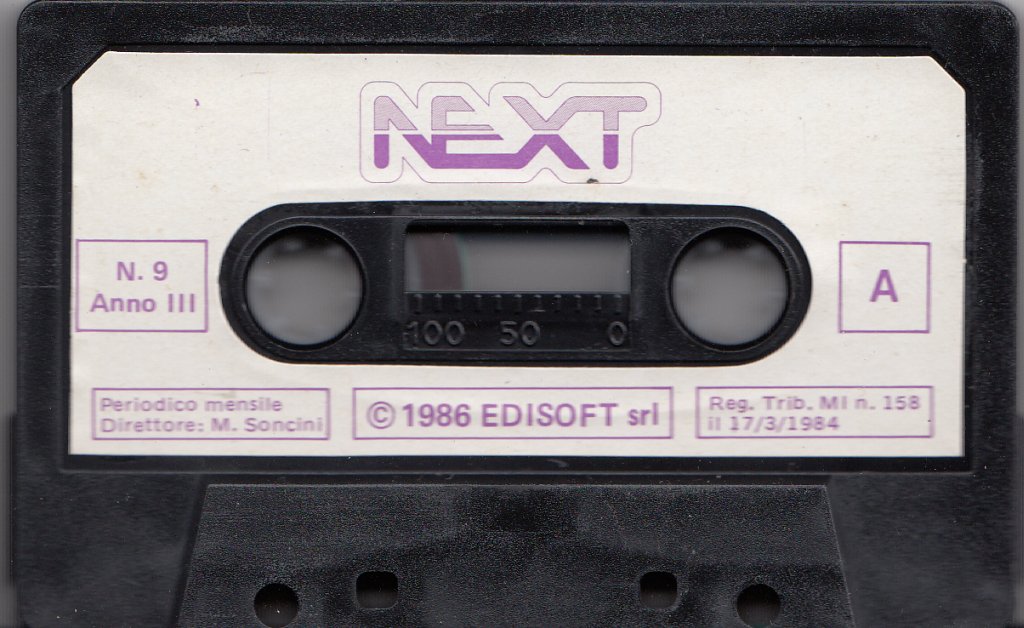 NEXT
N. 9
Anno III
A
100 50 0
Periodico mensile
Direttore: M. Soncini
© 1986 EDISOFT srl
Reg. Trib. MI n. 158
il 17/3/1984